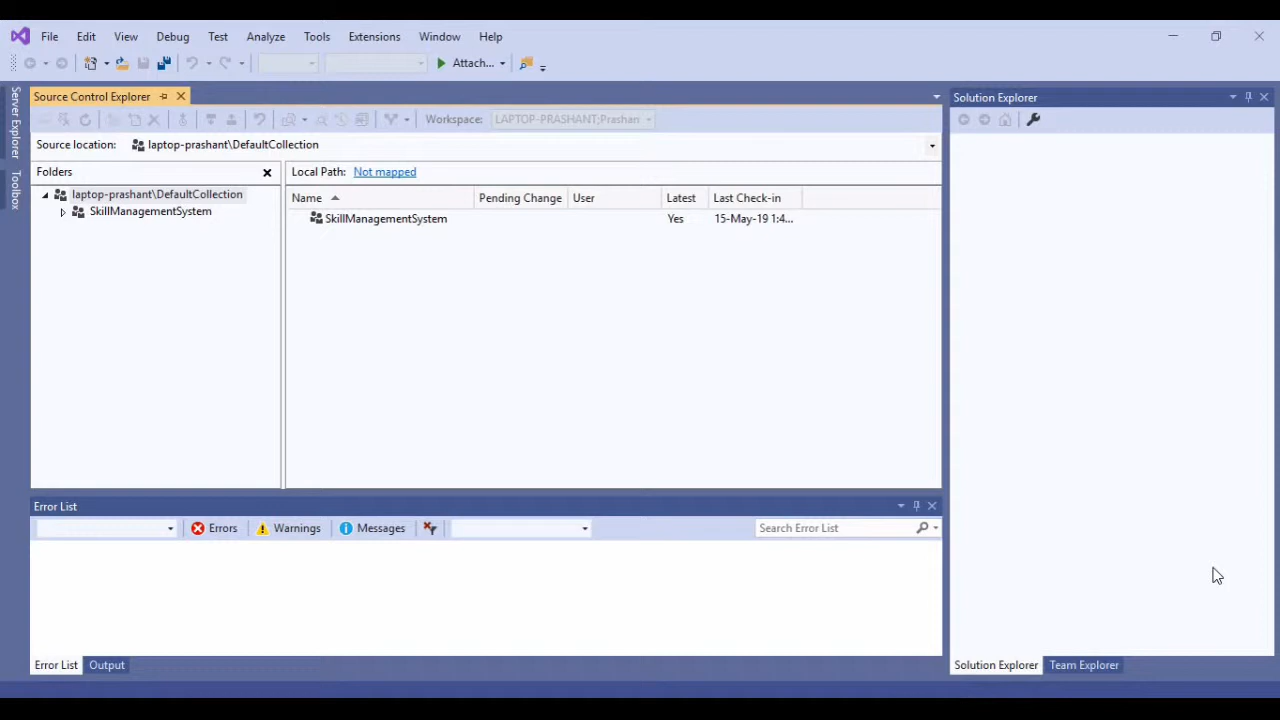 File Edit View Debug Test Analyze Tools Extensions Window Help
Attach...
Server Explorer
Toolbox
Source Control Explorer
Workspace: LAPTOP-PRASHANT;Prashan
Source location: laptop-prashant\DefaultCollection
Folders
laptop-prashant\DefaultCollection
SkillManagementSystem
Local Path: Not mapped
Name Pending Change User Latest Last Check-in
SkillManagementSystem Yes 15-May-19 1:4...
Error List
Errors Warnings Messages Search Error List
Error List Output
Solution Explorer
Solution Explorer Team Explorer